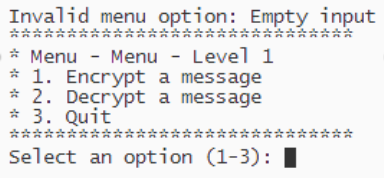 Invalid menu option: Empty input
******************************
* Menu - Menu - Level 1
* 1. Encrypt a message
* 2. Decrypt a message
* 3. Quit
******************************
Select an option (1-3):